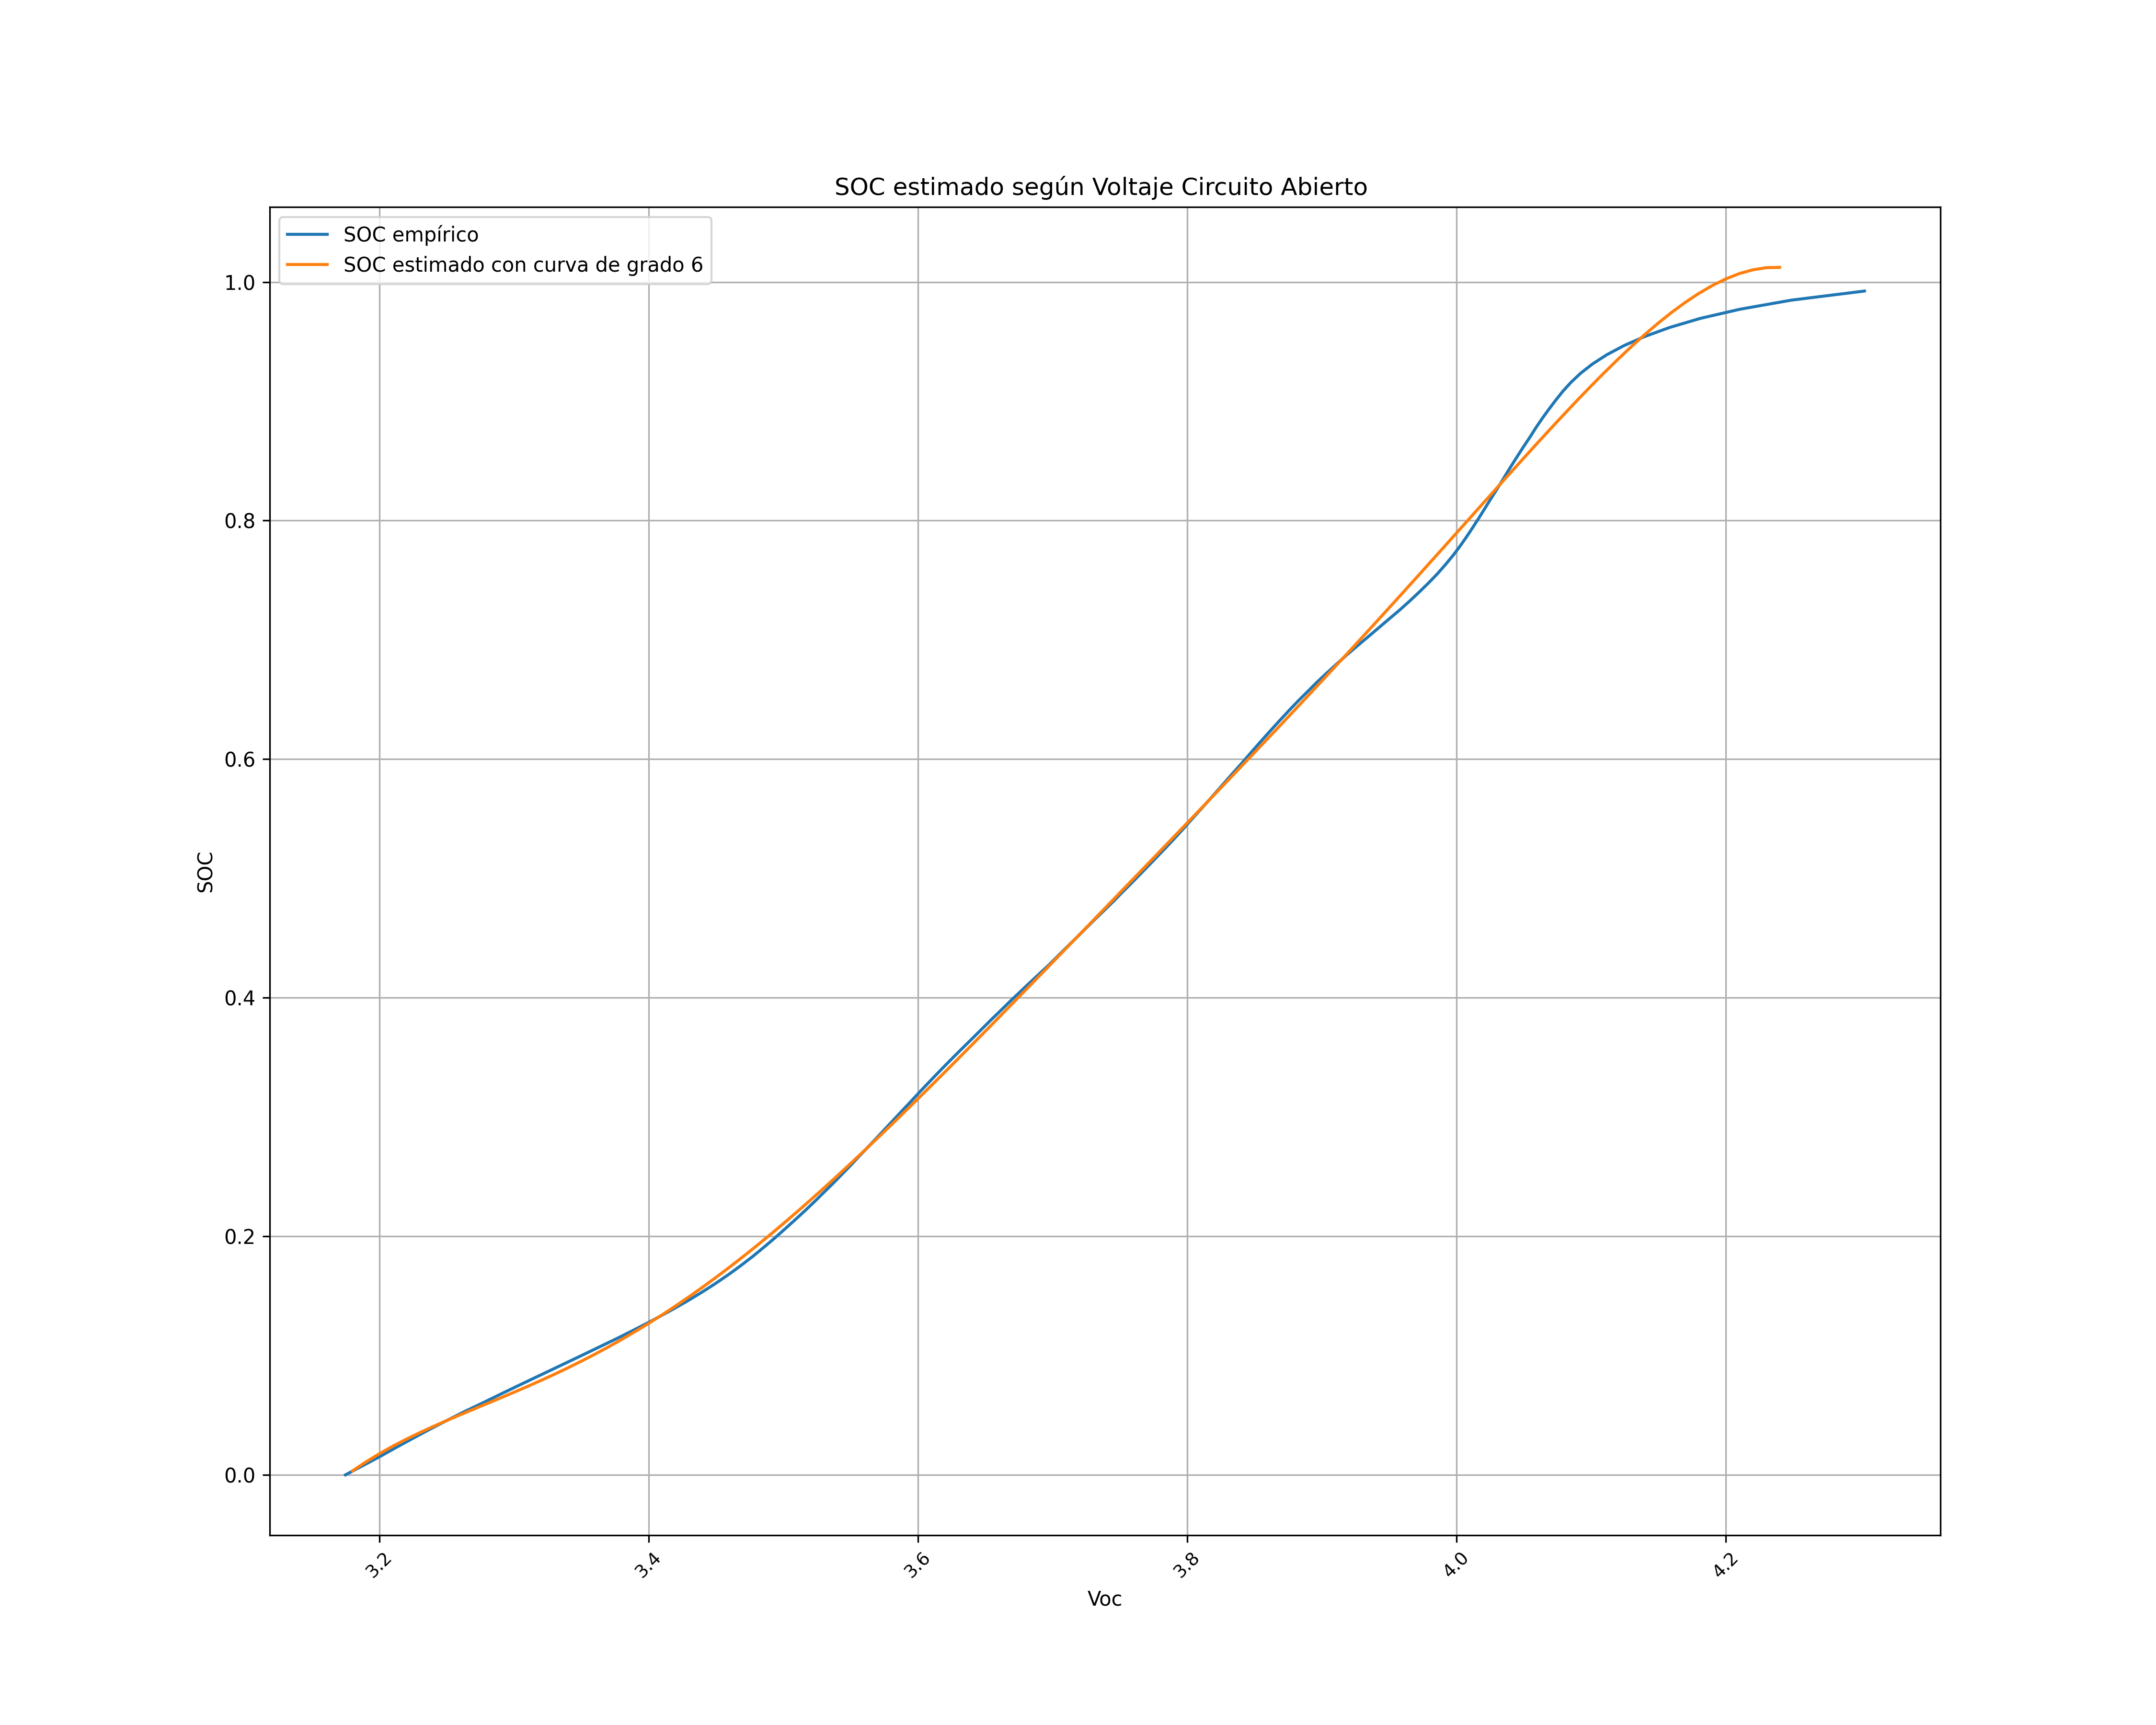 SOC estimado según Voltaje Circuito Abierto
SOC empírico
SOC estimado con curva de grado 6
1.0
0.8
0.6
0.4
0.2
0.0
SOC
3.2
3.4
3.6
3.8
4.0
4.2
Voc